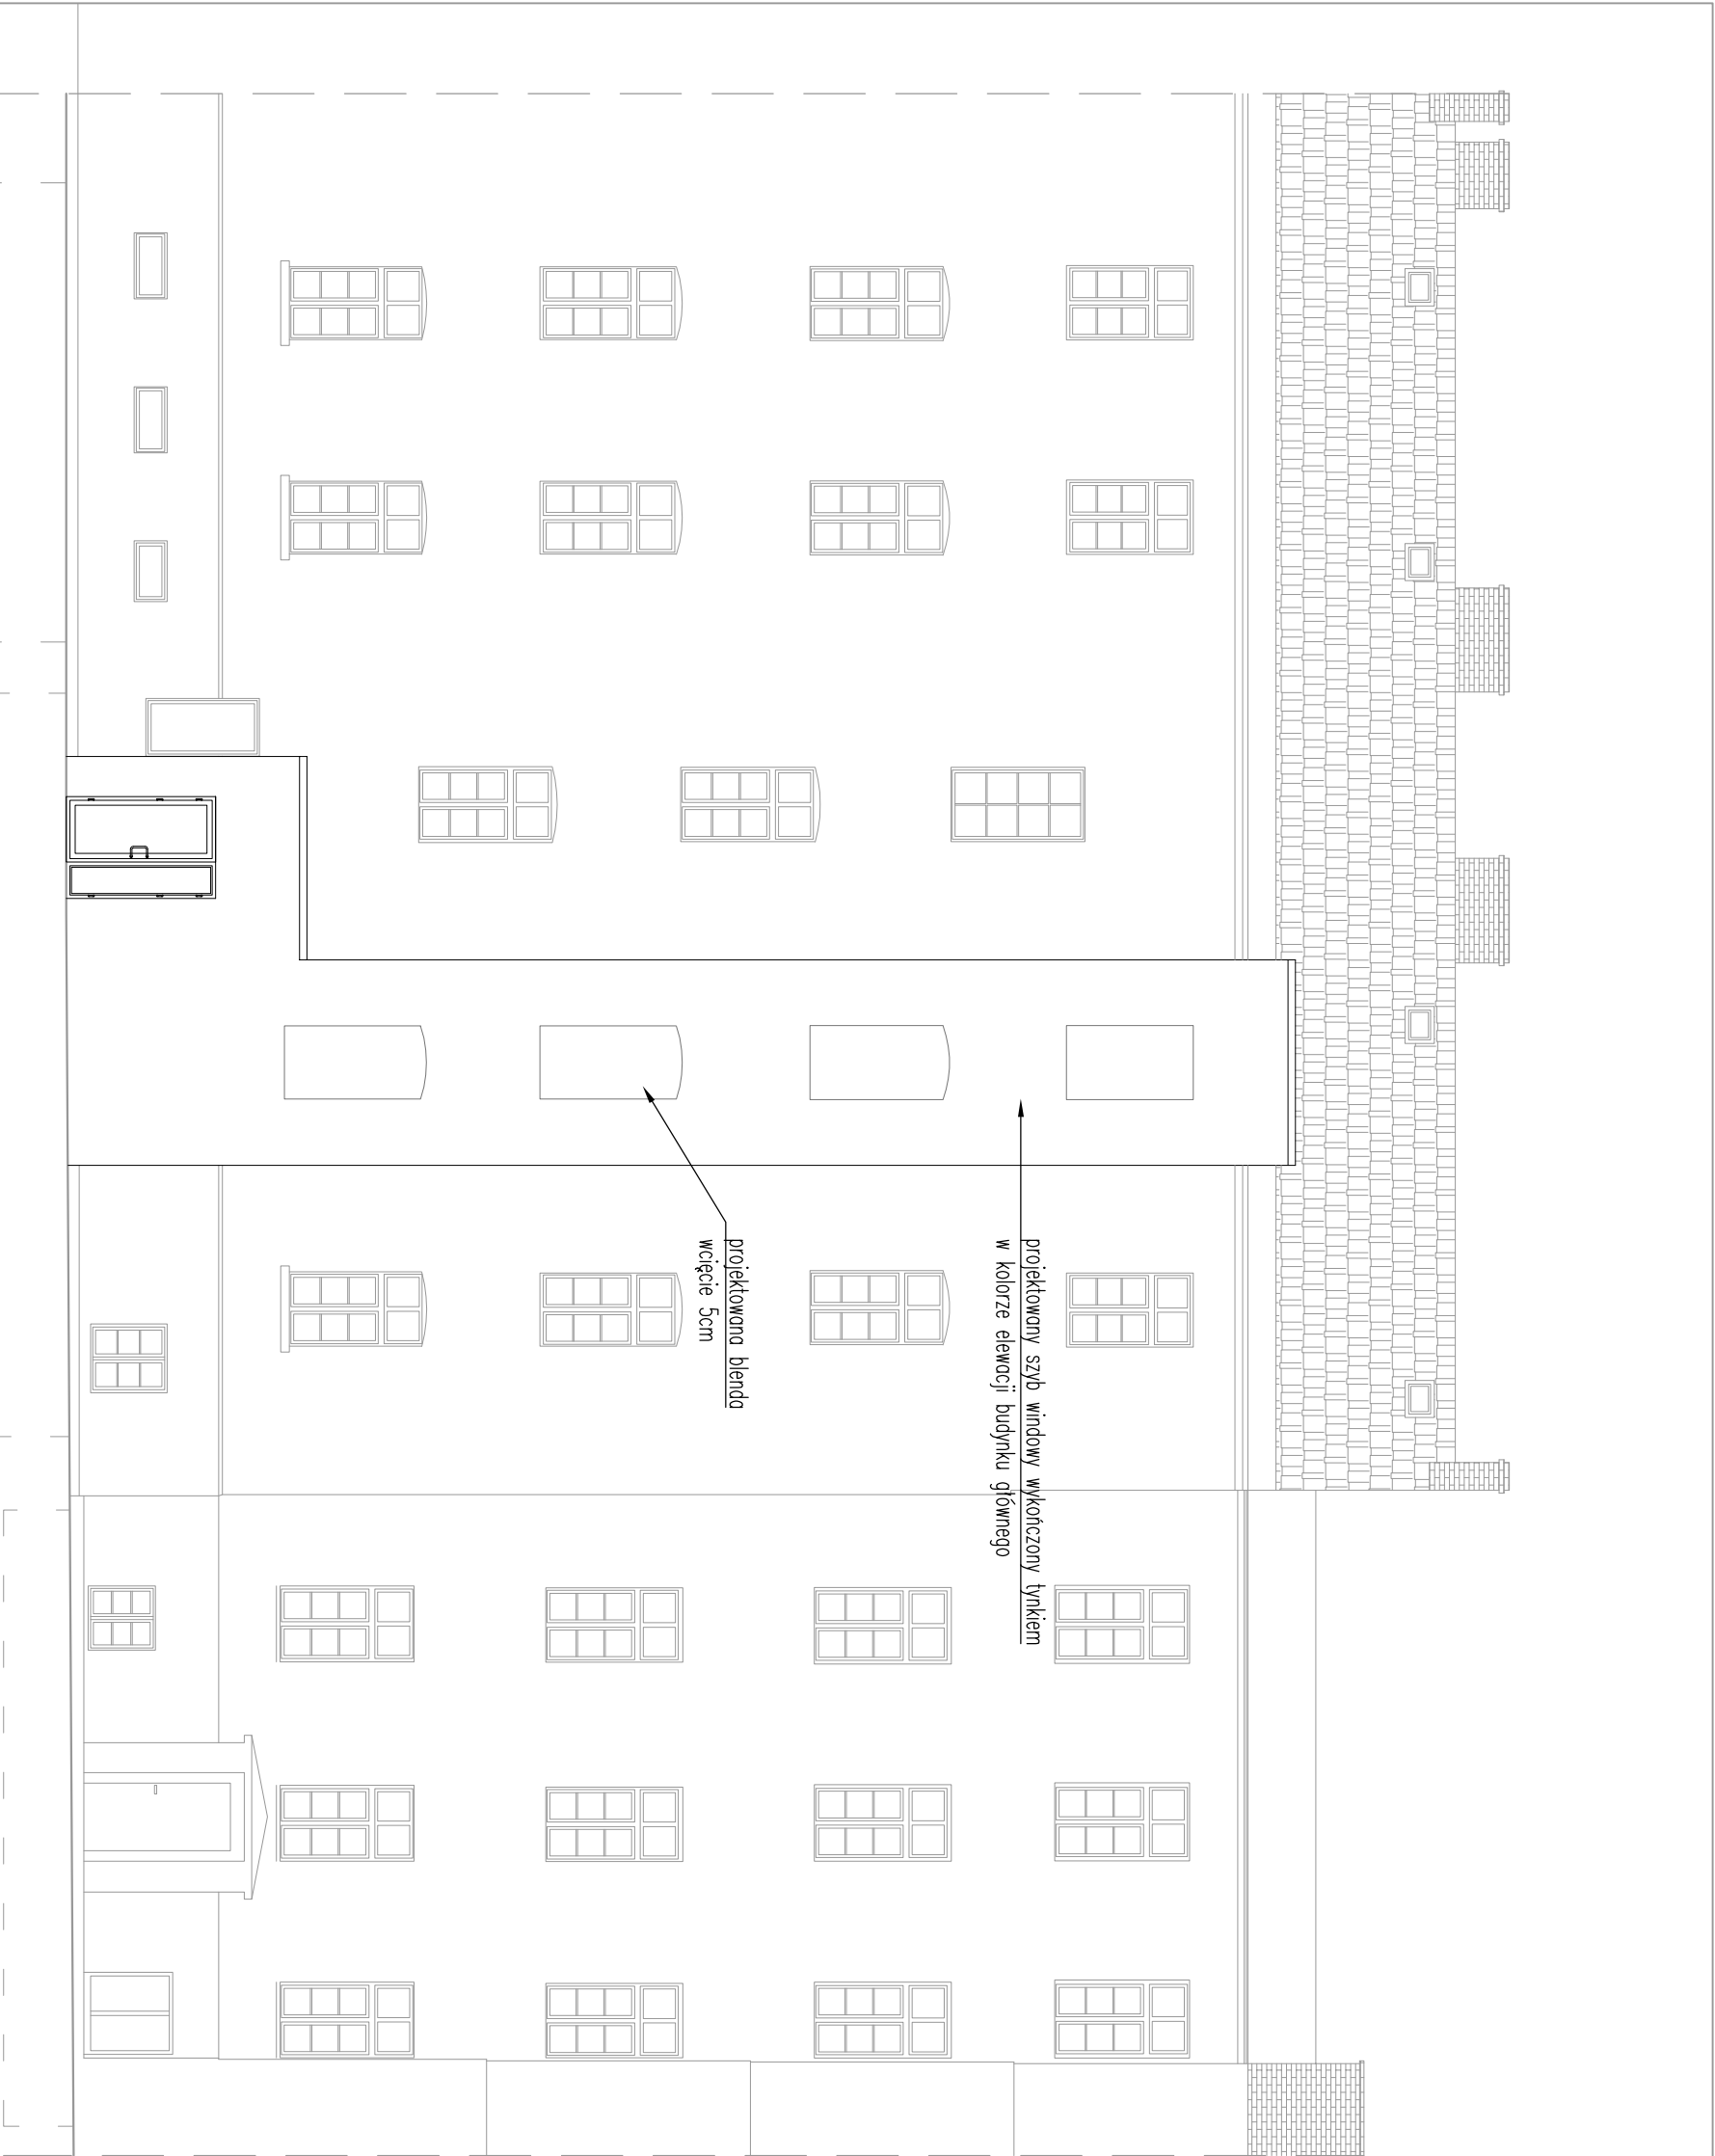 projektowany szyb windowy wykończony tynkiem
w kolorze elewacji budynku głównego
projektowana blenda
wcięcie 5cm